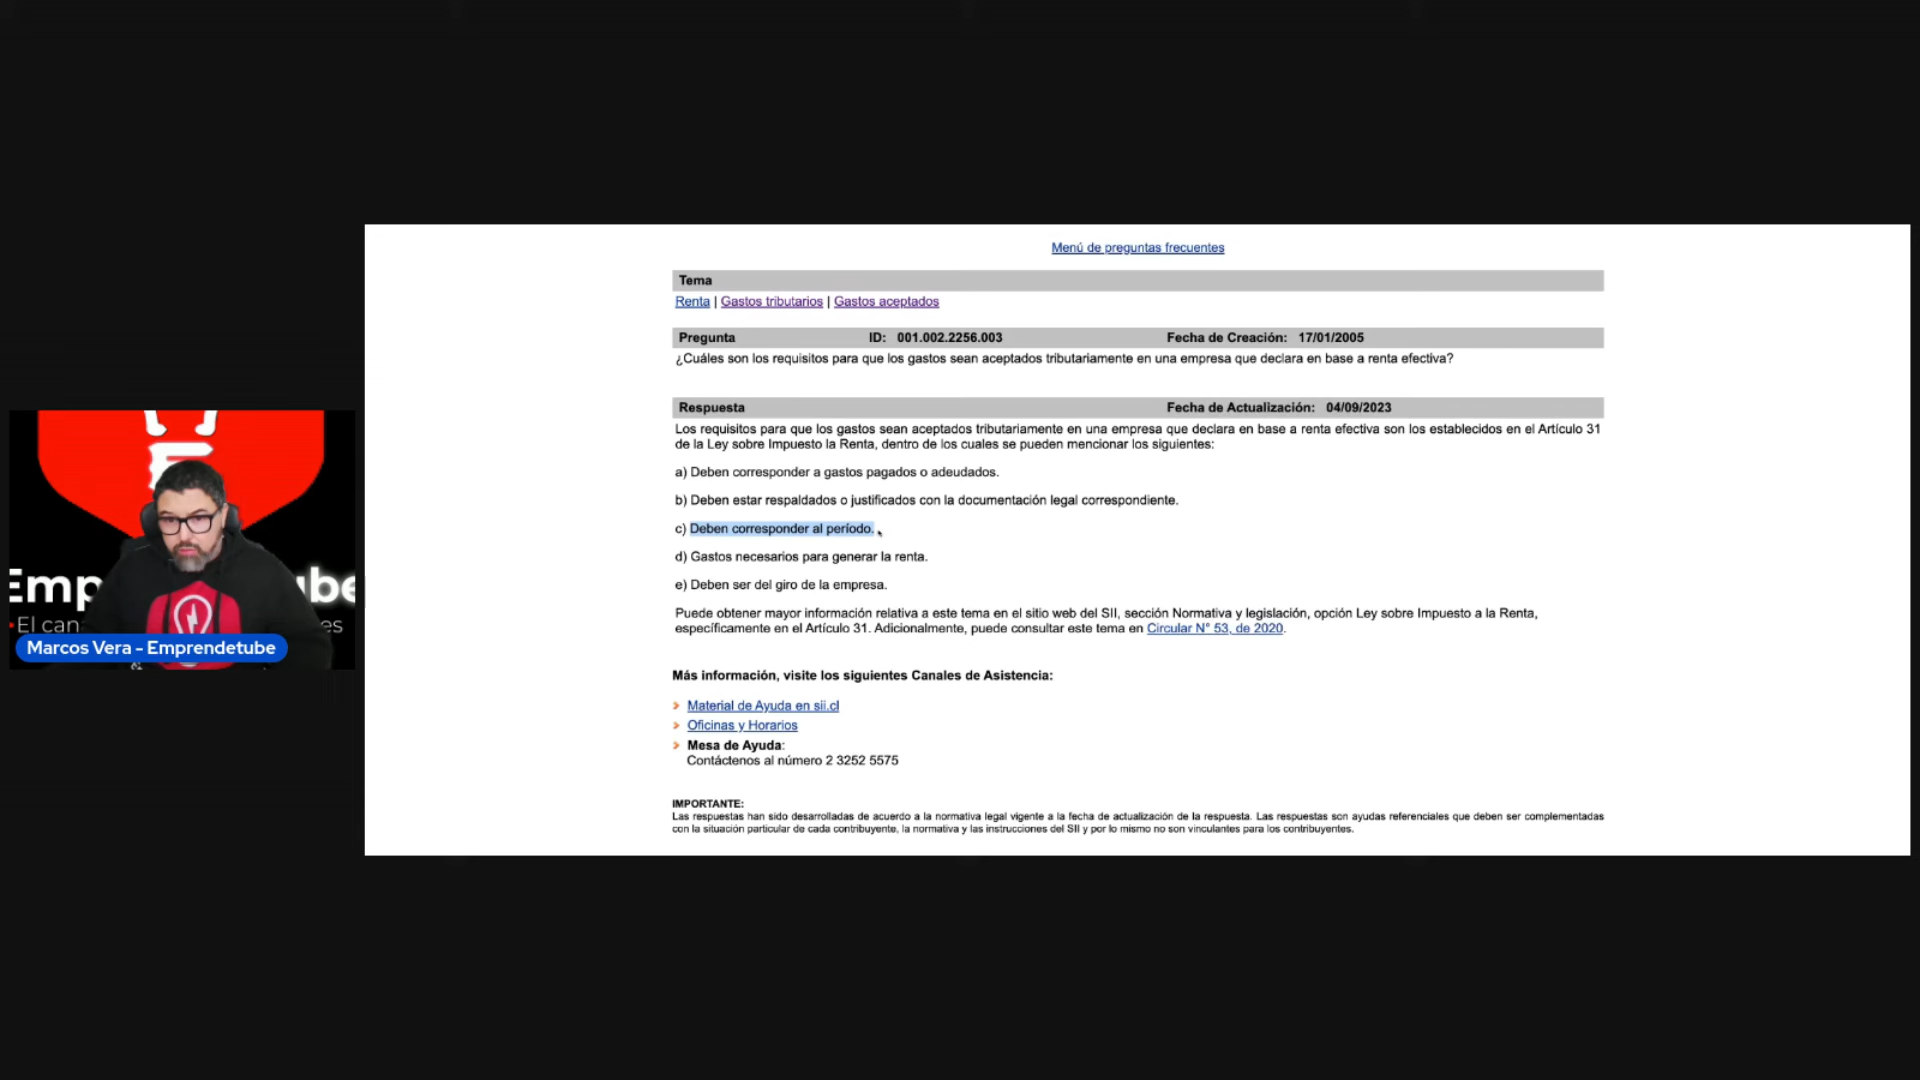 Menú de preguntas frecuentes
Tema
Renta | Gastos tributarios | Gastos aceptados
Pregunta ID: 001.002.2256.003 Fecha de Creación: 17/01/2005
¿Cuáles son los requisitos para que los gastos sean aceptados tributariamente en una empresa que declara en base a renta efectiva?
Respuesta Fecha de Actualización: 04/09/2023
Los requisitos para que los gastos sean aceptados tributariamente en una empresa que declara en base a renta efectiva son los establecidos en el Artículo 31
de la Ley sobre Impuesto la Renta, dentro de los cuales se pueden mencionar los siguientes:
a) Deben corresponder a gastos pagados o adeudados.
b) Deben estar respaldados o justificados con la documentación legal correspondiente.
c) Deben corresponder al período.
d) Gastos necesarios para generar la renta.
e) Deben ser del giro de la empresa.
Puede obtener mayor información relativa a este tema en el sitio web del SII, sección Normativa y legislación, opción Ley sobre Impuesto a la Renta,
específicamente en el Artículo 31. Adicionalmente, puede consultar este tema en Circular N° 53, de 2020.
Más información, visite los siguientes Canales de Asistencia:
Material de Ayuda en sii.cl
Oficinas y Horarios
Mesa de Ayuda:
Contáctenos al número 2 3252 5575
IMPORTANTE:
Las respuestas han sido desarrolladas de acuerdo a la normativa legal vigente a la fecha de actualización de la respuesta. Las respuestas son ayudas referenciales que deben ser complementadas
con la situación particular de cada contribuyente, la normativa y las instrucciones del SII y por lo mismo no son vinculantes para los contribuyentes.
Emp be
El can es
Marcos Vera - Emprendetube